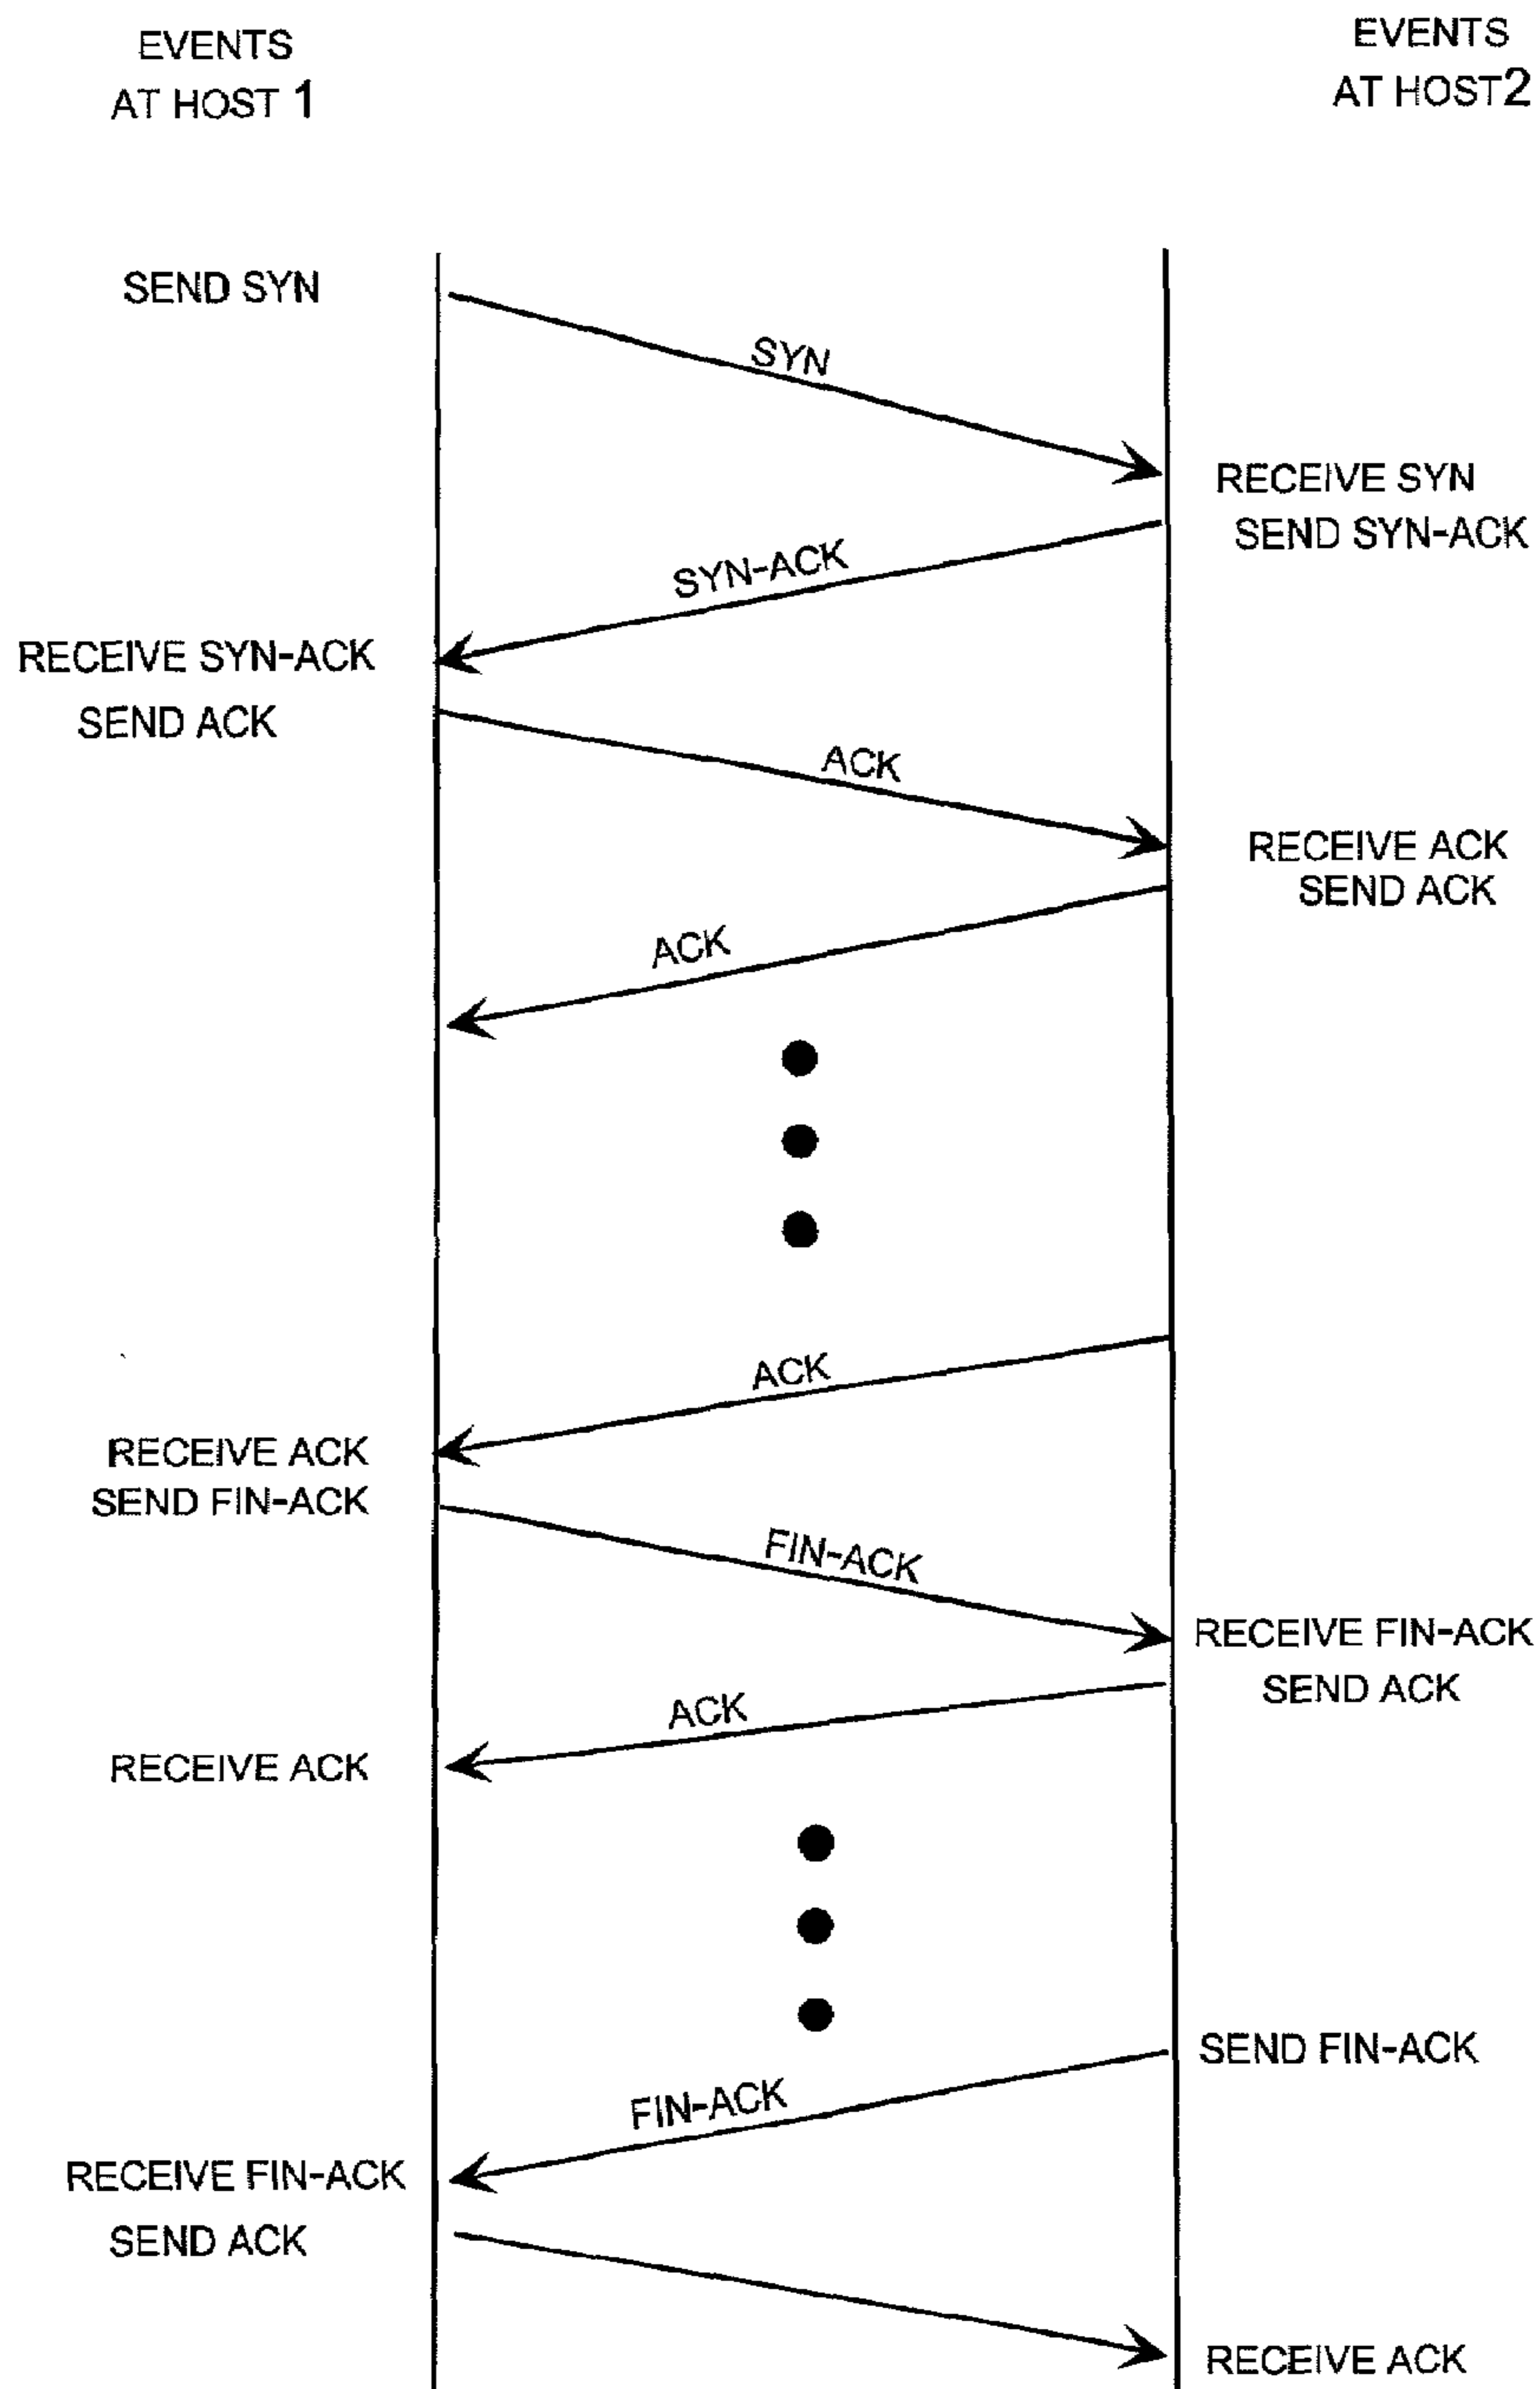 EVENTS
AT HOST 1
EVENTS
AT HOST2
SEND SYN
SYN
RECEIVE SYN
SEND SYN-ACK
SYN-ACK
RECEIVE SYN-ACK
SEND ACK
ACK
RECEIVE ACK
SEND ACK
ACK
ACK
RECEIVE ACK
SEND FIN-ACK
FIN-ACK
RECEIVE FIN-ACK
SEND ACK
ACK
RECEIVE ACK
SEND FIN-ACK
FIN-ACK
RECEIVE FIN-ACK
SEND ACK
RECEIVE ACK